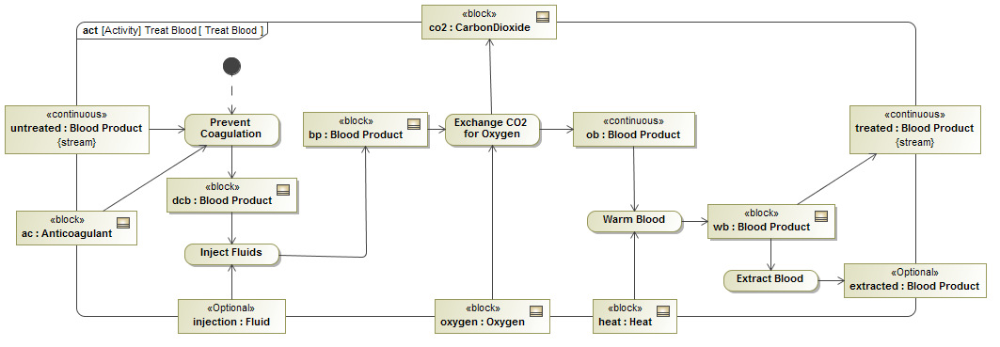 act [Activity] Treat Blood [ Treat Blood ]
«block»
co2 : CarbonDioxide
«continuous»
untreated : Blood Product
{stream}
Prevent
Coagulation
«block»
bp : Blood Product
Exchange CO2
for Oxygen
«continuous»
ob : Blood Product
«continuous»
treated : Blood Product
{stream}
«block»
dcb : Blood Product
«block»
ac : Anticoagulant
Warm Blood
«block»
wb : Blood Product
Inject Fluids
Extract Blood
«Optional»
extracted : Blood Product
«Optional»
injection : Fluid
«block»
oxygen : Oxygen
«block»
heat : Heat